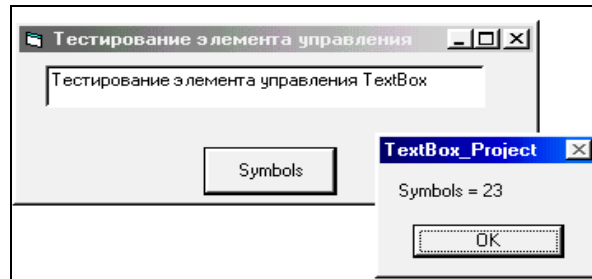 Тестирование элемента управления
Тестирование элемента управления TextBox
Symbols
TextBox_Project
Symbols = 23
OK